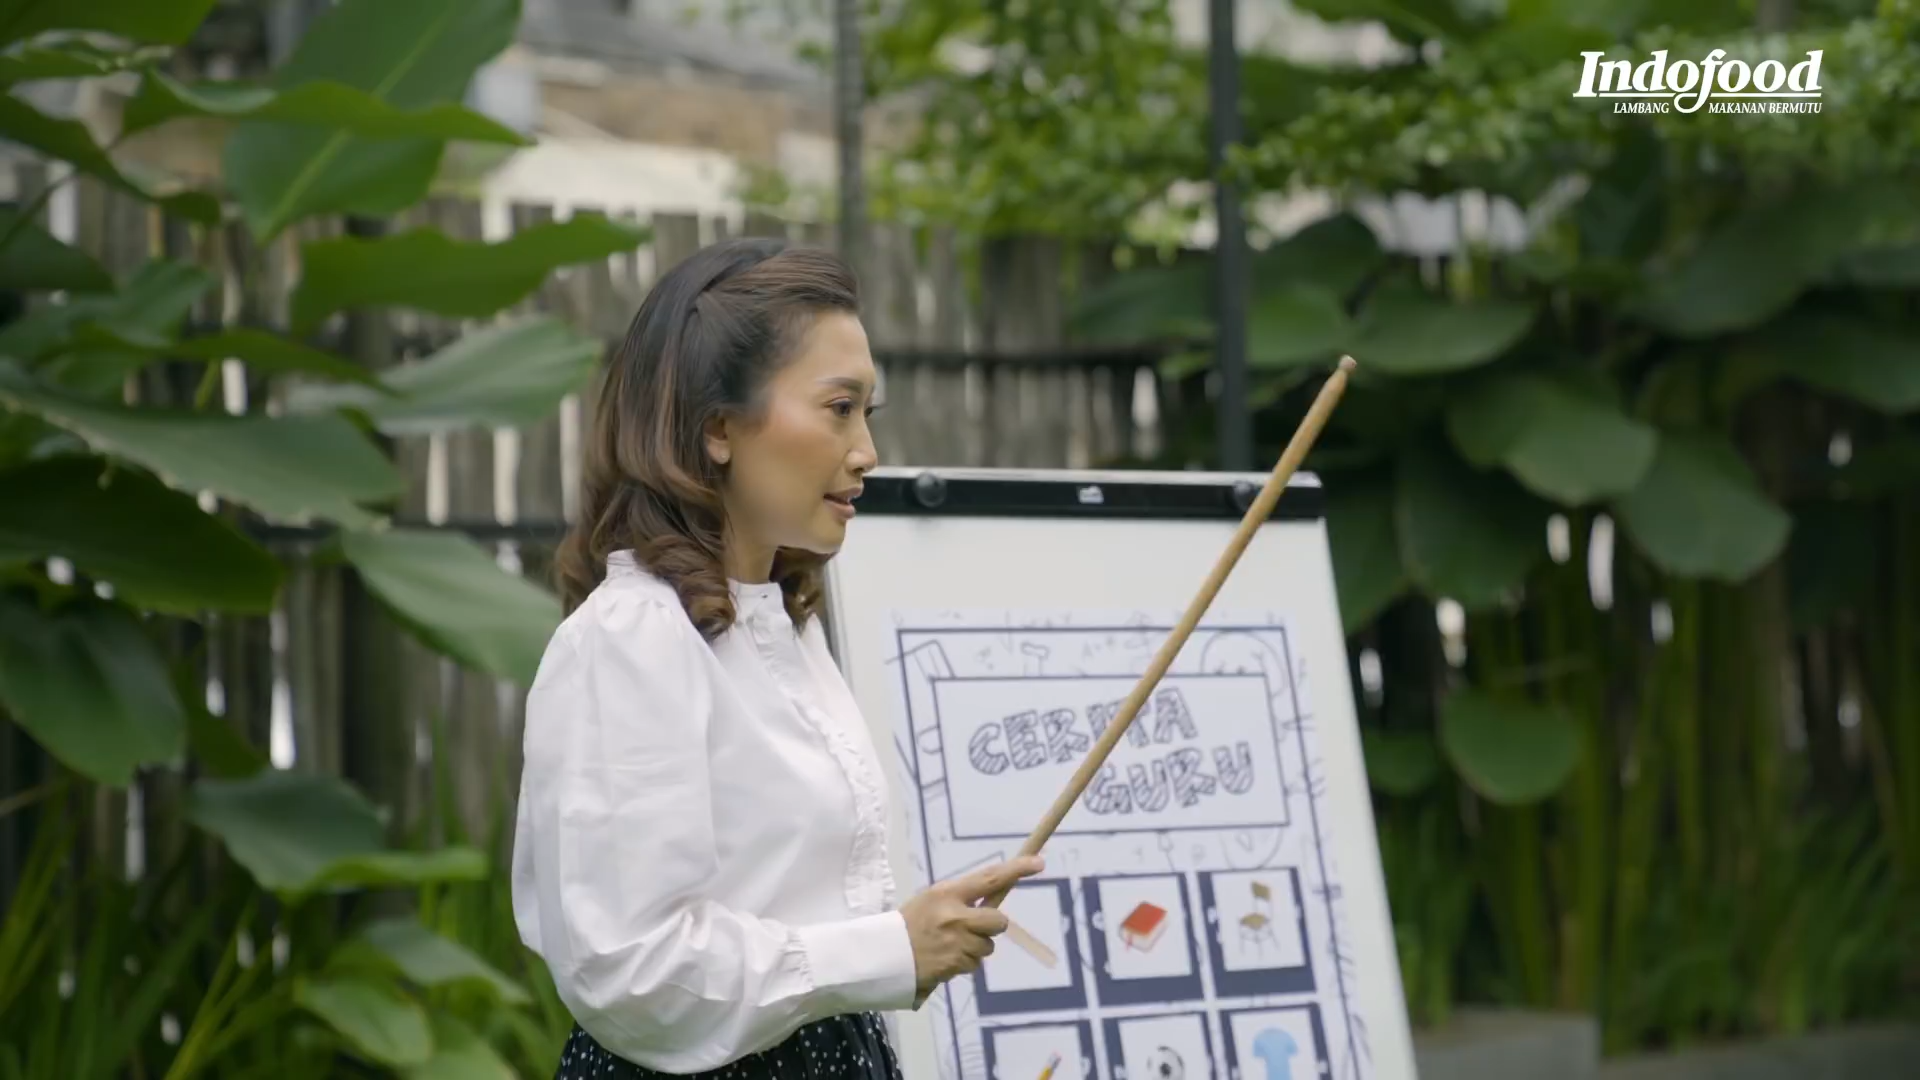 Indofood
LAMBANG MAKANAN BERMUTU
CERITA
GURU